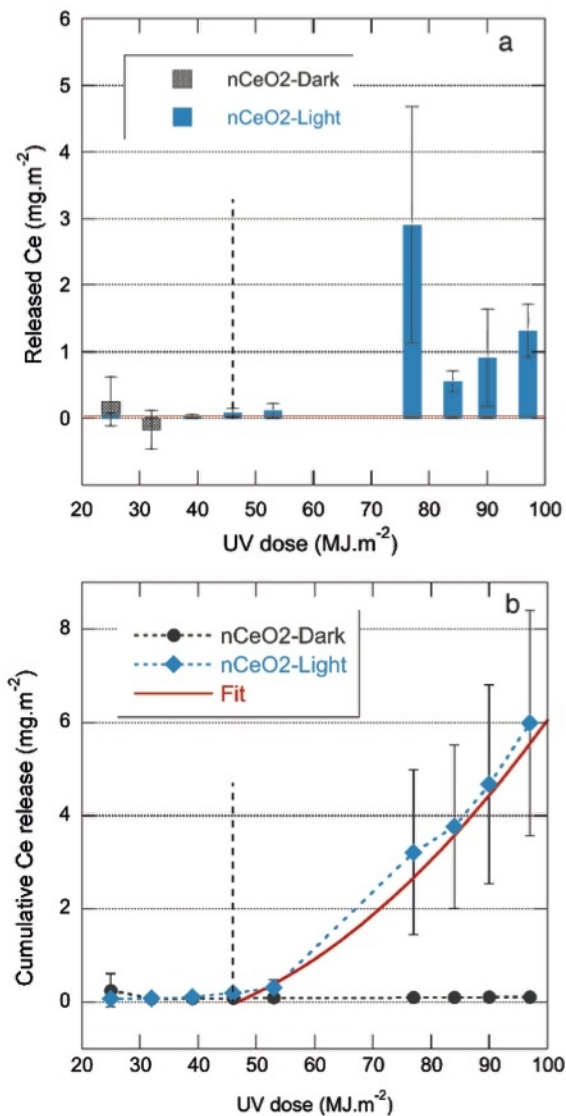 6
a
nCeO2-Dark
5
nCeO2-Light
4
3
2
1
0
Released Ce (mg.m-2)
20 30 40 50 60 70 80 90 100
UV dose (MJ.m-2)
b
8
nCeO2-Dark
nCeO2-Light
Fit
6
4
2
0
Cumulative Ce release (mg.m-2)
20 30 40 50 60 70 80 90 100
UV dose (MJ.m-2)